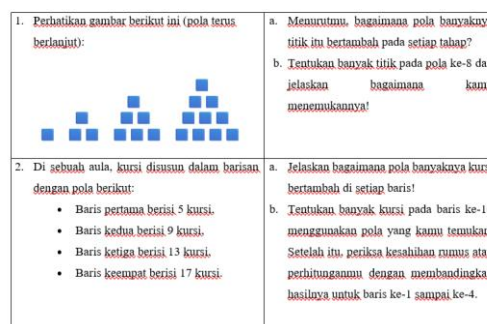 1. Perhatikan gambar berikut ini (pola terus
berlanjut):
a. Menurutmu, bagaimana pola banyakny
titik itu bertambah pada setiap tahap?
b. Tentukan banyak titik pada pola ke-8 da
jelaskan bagaimana kam
menemukannya!
2. Di sebuah aula, kursi disusun dalam barisan
dengan pola berikut:
• Baris pertama berisi 5 kursi,
• Baris kedua berisi 9 kursi,
• Baris ketiga berisi 13 kursi,
• Baris keempat berisi 17 kursi.
a. Jelaskan bagaimana pola banyaknya kurs
bertambah di setiap baris!
b. Tentukan banyak kursi pada baris ke-1
menggunakan pola yang kamu temukan
Setelah itu, periksa kesahihan rumus ata
perhitunganmu dengan membandingka
hasilnya untuk baris ke-1 sampai ke-4.